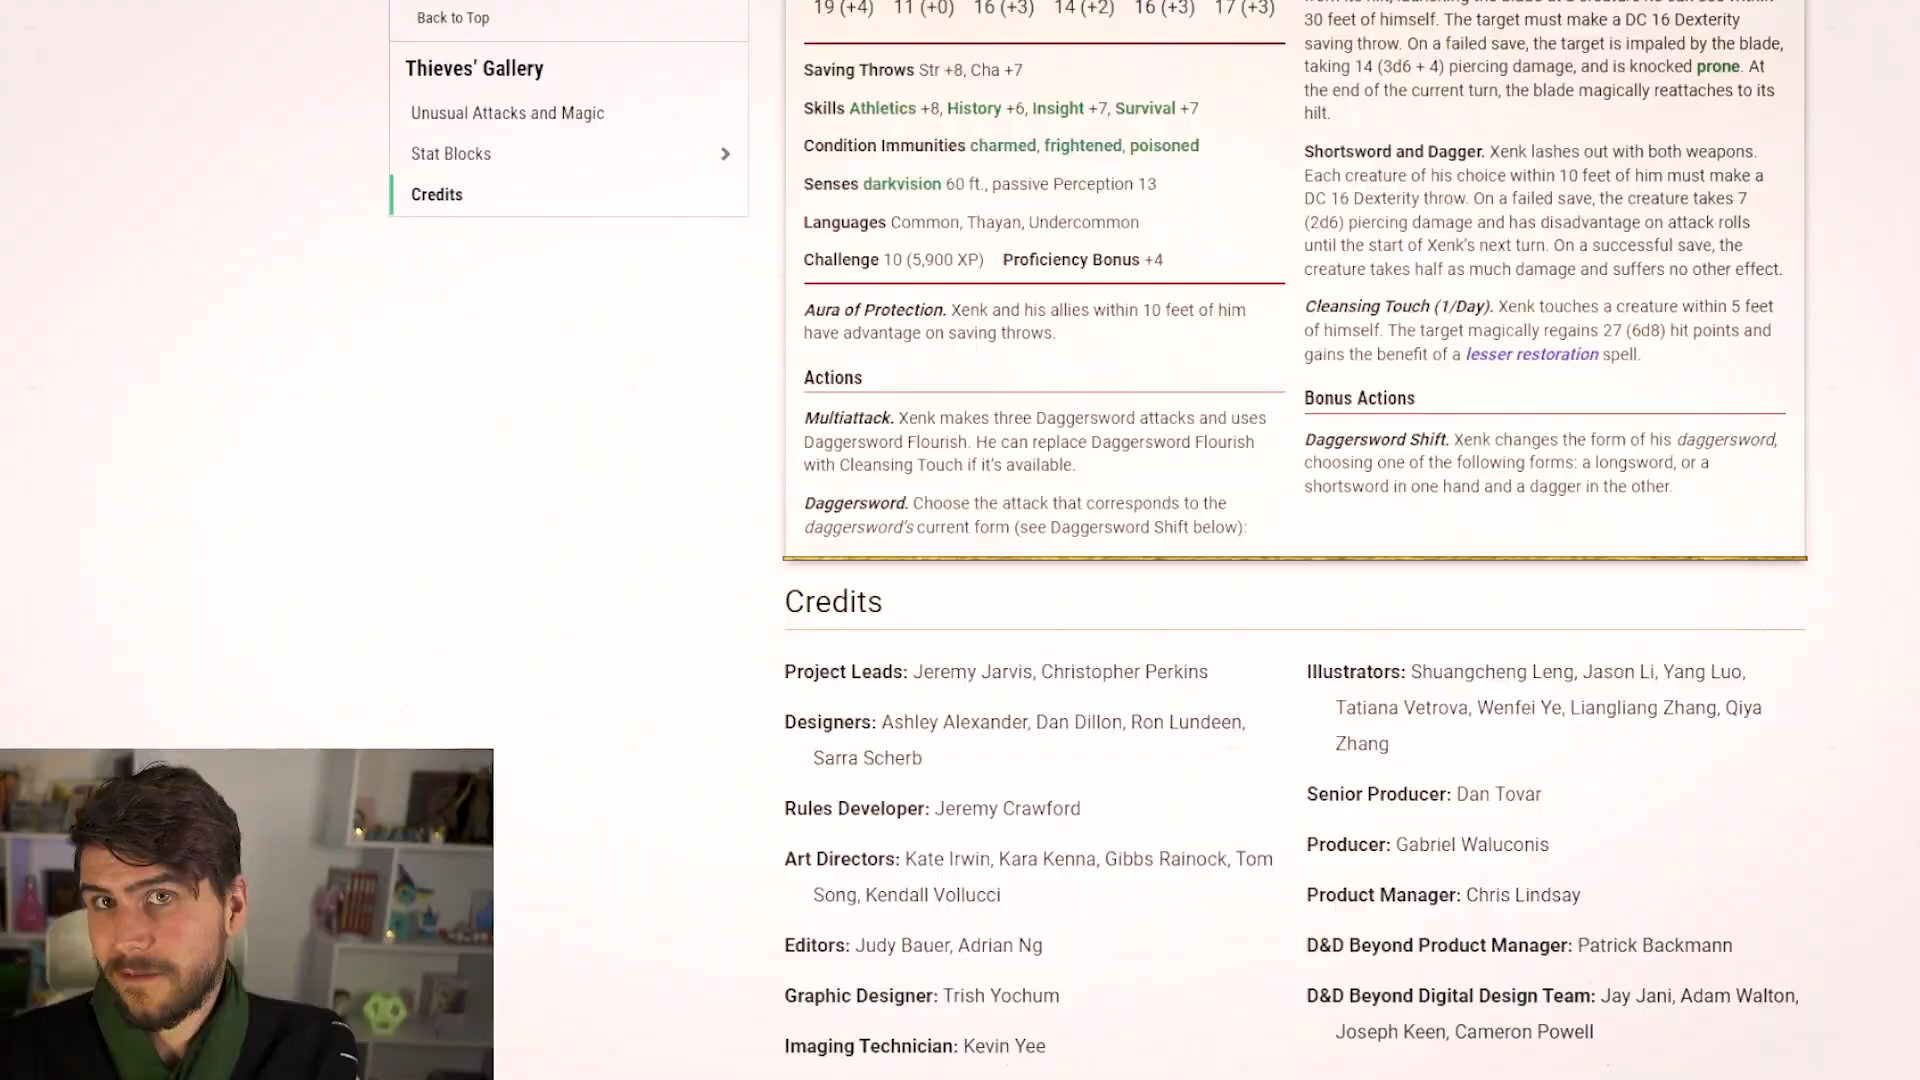 Back to Top
Thieves' Gallery
Unusual Attacks and Magic
Stat Blocks
Credits
19 (+4) 11 (+0) 16 (+3) 14 (+2) 16 (+3) 17 (+3)
Saving Throws Str +8, Cha +7
Skills Athletics +8, History +6, Insight +7, Survival +7
Condition Immunities charmed, frightened, poisoned
Senses darkvision 60 ft., passive Perception 13
Languages Common, Thayan, Undercommon
Challenge 10 (5,900 XP) Proficiency Bonus +4
Aura of Protection. Xenk and his allies within 10 feet of him
have advantage on saving throws.
Actions
Multiattack. Xenk makes three Daggersword attacks and uses
Daggersword Flourish. He can replace Daggersword Flourish
with Cleansing Touch if it's available.
Daggersword. Choose the attack that corresponds to the
daggersword's current form (see Daggersword Shift below):
30 feet of himself. The target must make a DC 16 Dexterity
saving throw. On a failed save, the target is impaled by the blade,
taking 14 (3d6 + 4) piercing damage, and is knocked prone. At
the end of the current turn, the blade magically reattaches to its
hilt.
Shortsword and Dagger. Xenk lashes out with both weapons.
Each creature of his choice within 10 feet of him must make a
DC 16 Dexterity throw. On a failed save, the creature takes 7
(2d6) piercing damage and has disadvantage on attack rolls
until the start of Xenk's next turn. On a successful save, the
creature takes half as much damage and suffers no other effect.
Cleansing Touch (1/Day). Xenk touches a creature within 5 feet
of himself. The target magically regains 27 (6d8) hit points and
gains the benefit of a lesser restoration spell.
Bonus Actions
Daggersword Shift. Xenk changes the form of his daggersword,
choosing one of the following forms: a longsword, or a
shortsword in one hand and a dagger in the other.
Credits
Project Leads: Jeremy Jarvis, Christopher Perkins
Designers: Ashley Alexander, Dan Dillon, Ron Lundeen,
Sarra Scherb
Rules Developer: Jeremy Crawford
Art Directors: Kate Irwin, Kara Kenna, Gibbs Rainock, Tom
Song, Kendall Vollucci
Editors: Judy Bauer, Adrian Ng
Graphic Designer: Trish Yochum
Imaging Technician: Kevin Yee
Illustrators: Shuangcheng Leng, Jason Li, Yang Luo,
Tatiana Vetrova, Wenfei Ye, Liangliang Zhang, Qiya
Zhang
Senior Producer: Dan Tovar
Producer: Gabriel Waluconis
Product Manager: Chris Lindsay
D&D Beyond Product Manager: Patrick Backmann
D&D Beyond Digital Design Team: Jay Jani, Adam Walton,
Joseph Keen, Cameron Powell